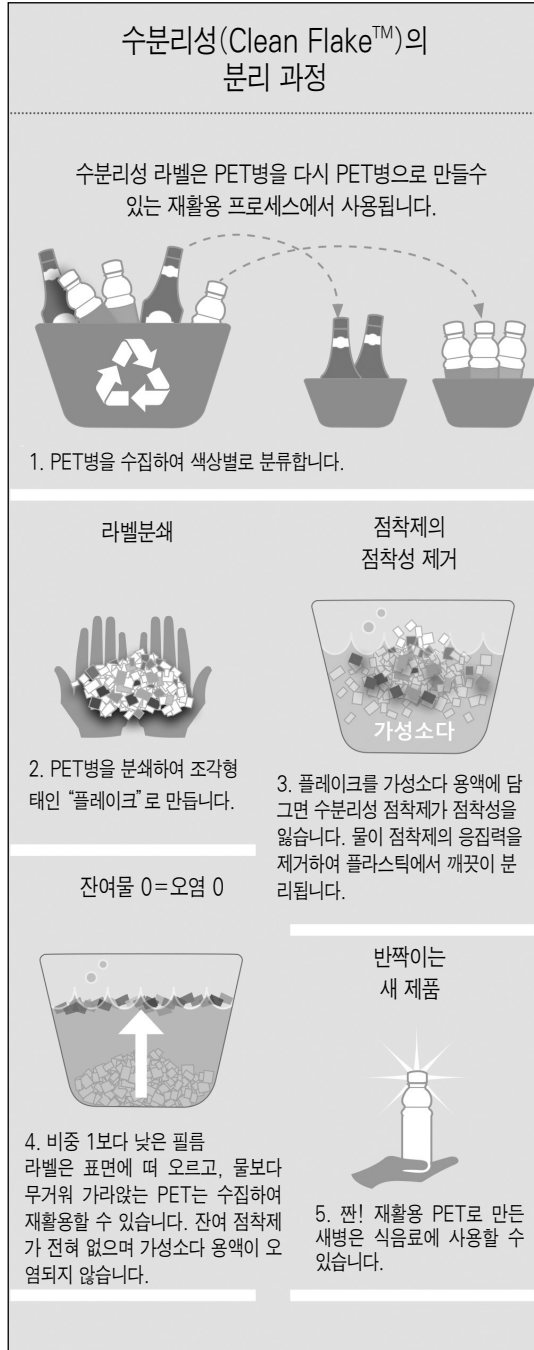 수분리성(Clean Flake™)의
분리 과정
수분리성 라벨은 PET병을 다시 PET병으로 만들수
있는 재활용 프로세스에서 사용됩니다.
1. PET병을 수집하여 색상별로 분류합니다.
라벨분쇄
2. PET병을 분쇄하여 조각형
태인 “플레이크”로 만듭니다.
점착제의
점착성 제거
가성소다
3. 플레이크를 가성소다 용액에 담
그면 수분리성 점착제가 점착성을
잃습니다. 물이 점착제의 응집력을
제거하여 플라스틱에서 깨끗이 분
리됩니다.
잔여물 0=오염 0
4. 비중 1보다 낮은 필름
라벨은 표면에 떠 오르고, 물보다
무거워 가라앉는 PET는 수집하여
재활용할 수 있습니다. 잔여 점착제
가 전혀 없으며 가성소다 용액이 오
염되지 않습니다.
반짝이는
새 제품
5. 짠! 재활용 PET로 만든
새병은 식음료에 사용할 수
있습니다.